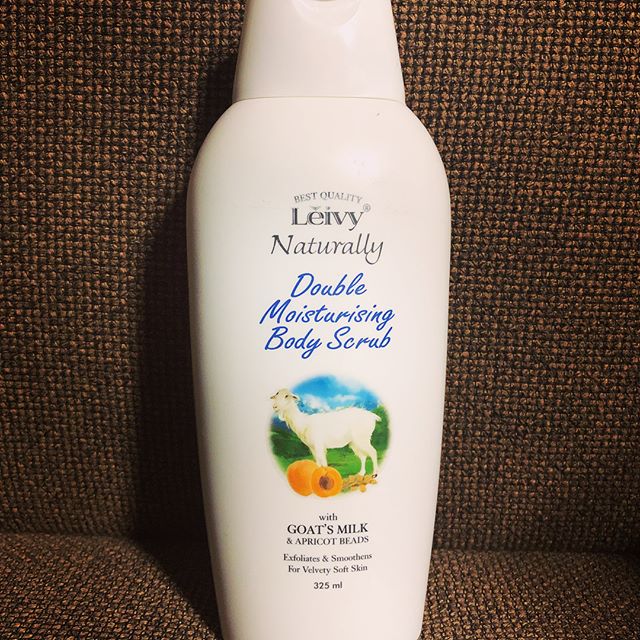 BEST QUALITY
Lèivy®
Naturally
Double
Moisturising
Body Scrub
with
GOAT'S MILK
& APRICOT BEADS
Exfoliates & Smoothens
For Velvety Soft Skin
325 ml